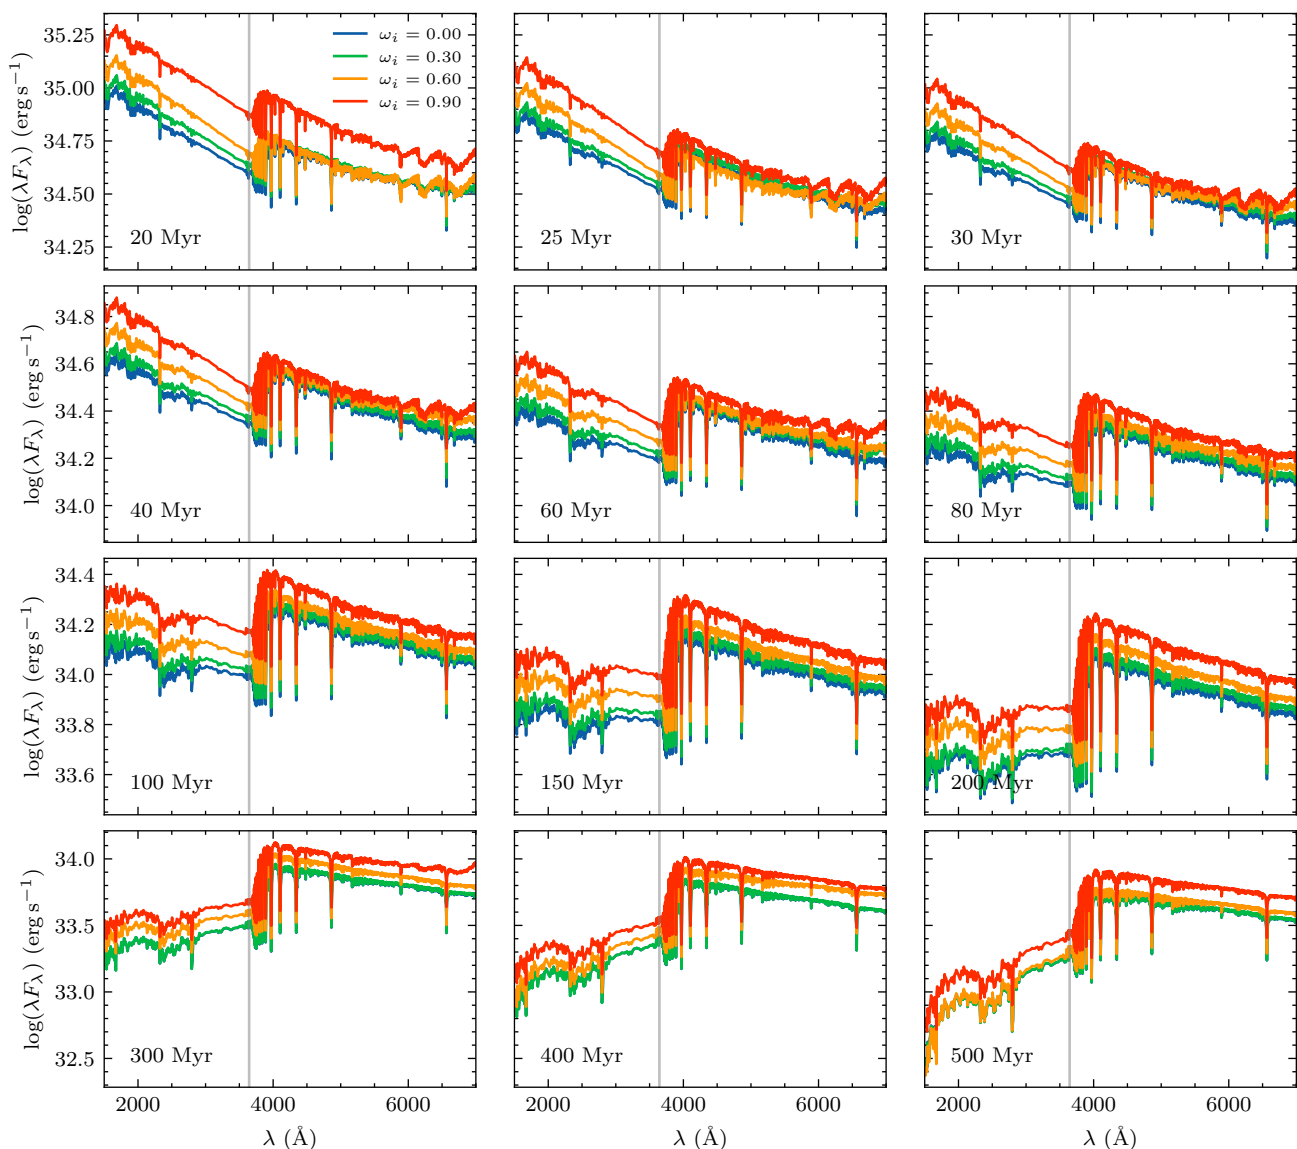 35.25
35.00
34.75
34.50
34.25
log(λF_λ) (erg s⁻¹)
ω_i = 0.00
ω_i = 0.30
ω_i = 0.60
ω_i = 0.90
20 Myr
25 Myr
30 Myr
34.8
34.6
34.4
34.2
34.0
log(λF_λ) (erg s⁻¹)
40 Myr
60 Myr
80 Myr
34.4
34.2
34.0
33.8
33.6
log(λF_λ) (erg s⁻¹)
100 Myr
150 Myr
200 Myr
34.0
33.5
33.0
32.5
log(λF_λ) (erg s⁻¹)
300 Myr
400 Myr
500 Myr
2000 4000 6000
2000 4000 6000
2000 4000 6000
λ (Å)
λ (Å)
λ (Å)